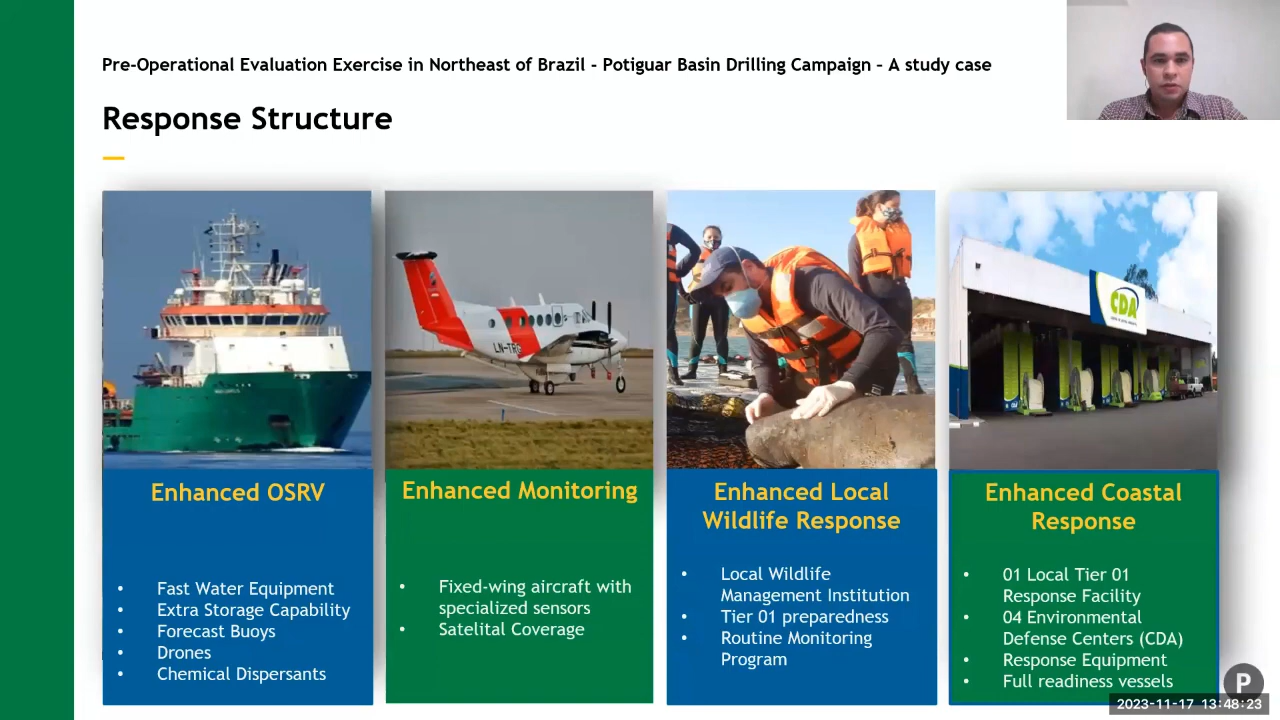 Pre-Operational Evaluation Exercise in Northeast of Brazil - Potiguar Basin Drilling Campaign – A study case
Response Structure
LN-TRG
CDA
Enhanced OSRV
• Fast Water Equipment
• Extra Storage Capability
• Forecast Buoys
• Drones
• Chemical Dispersants
Enhanced Monitoring
• Fixed-wing aircraft with
specialized sensors
• Satelital Coverage
Enhanced Local
Wildlife Response
• Local Wildlife
Management Institution
• Tier 01 preparedness
• Routine Monitoring
Program
Enhanced Coastal
Response
• 01 Local Tier 01
Response Facility
• 04 Environmental
Defense Centers (CDA)
• Response Equipment
• Full readiness vessels
P
2023-11-17 13:48:23